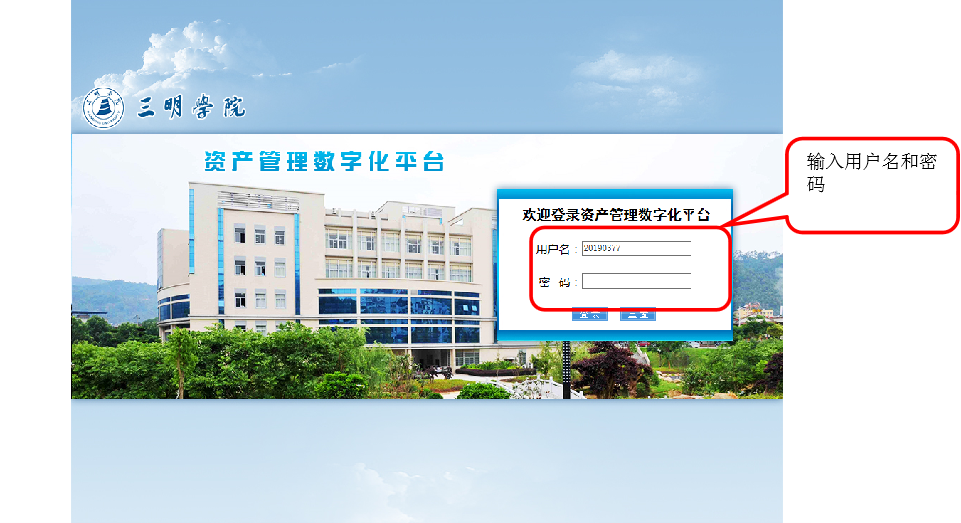 三明学院
资产管理数字化平台
欢迎登录资产管理数字化平台
用户名：20190377
密 码：
输入用户名和密
码